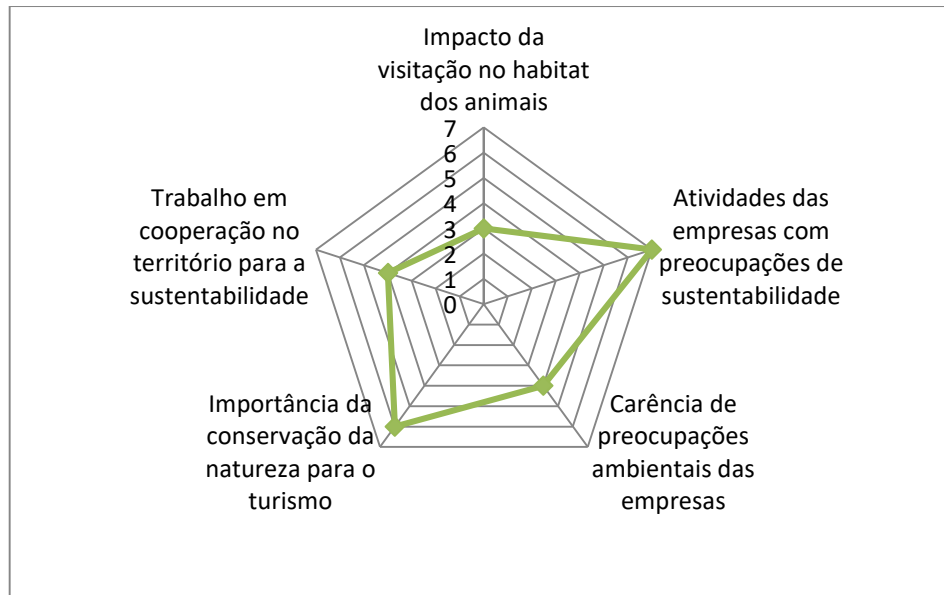 Impacto da
visitação no habitat
dos animais
7
6
5
4
3
2
1
0
Atividades das
empresas com
preocupações de
sustentabilidade
Carência de
preocupações
ambientais das
empresas
Importância da
conservação da
natureza para o
turismo
Trabalho em
cooperação no
território para a
sustentabilidade